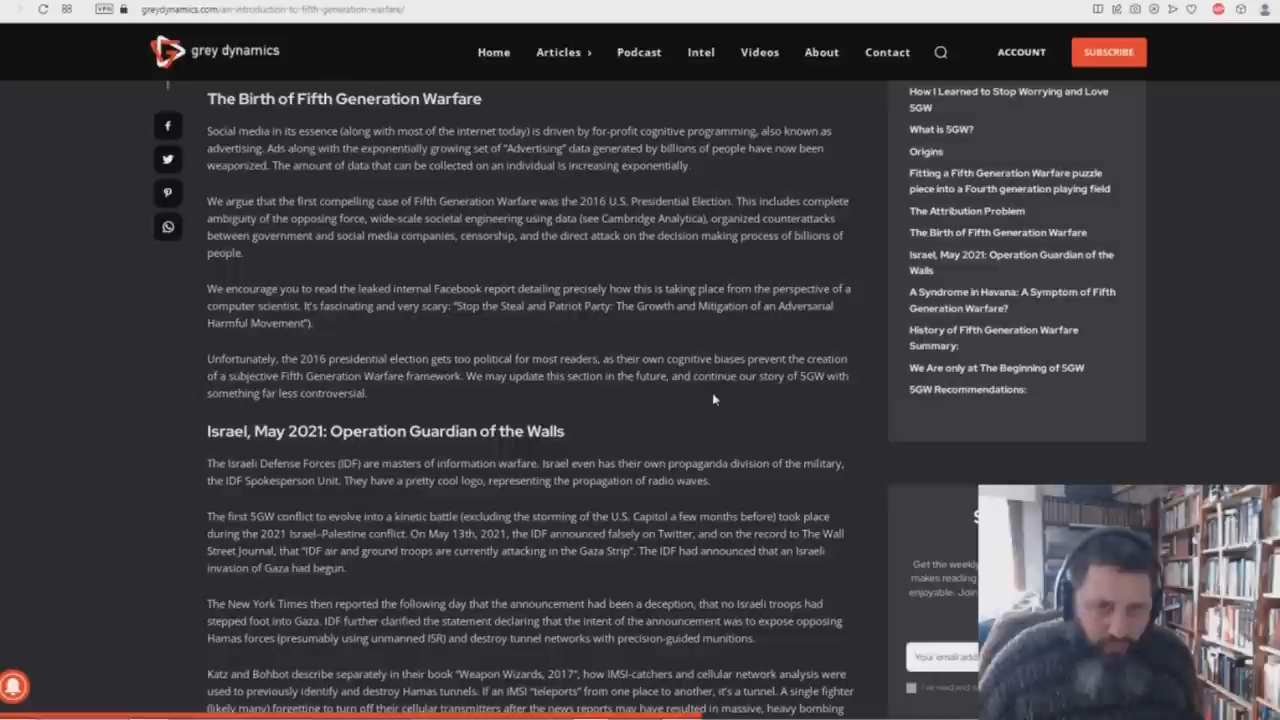 VPN
greydynamics.com/an-introduction-to-fifth-generation-warfare/
grey dynamics
Home
Articles ›
Podcast
Intel
Videos
About
Contact
ACCOUNT
SUBSCRIBE
The Birth of Fifth Generation Warfare
Social media in its essence (along with most of the internet today) is driven by for-profit cognitive programming, also known as
advertising. Ads along with the exponentially growing set of “Advertising” data generated by billions of people have now been
weaponized. The amount of data that can be collected on an individual is increasing exponentially.
We argue that the first compelling case of Fifth Generation Warfare was the 2016 U.S. Presidential Election. This includes complete
ambiguity of the opposing force, wide-scale societal engineering using data (see Cambridge Analytica), organized counterattacks
between government and social media companies, censorship, and the direct attack on the decision making process of billions of
people.
We encourage you to read the leaked internal Facebook report detailing precisely how this is taking place from the perspective of a
computer scientist. It's fascinating and very scary: “Stop the Steal and Patriot Party: The Growth and Mitigation of an Adversarial
Harmful Movement”).
Unfortunately, the 2016 presidential election gets too political for most readers, as their own cognitive biases prevent the creation
of a subjective Fifth Generation Warfare framework. We may update this section in the future, and continue our story of 5GW with
something far less controversial.
Israel, May 2021: Operation Guardian of the Walls
The Israeli Defense Forces (IDF) are masters of information warfare. Israel even has their own propaganda division of the military,
the IDF Spokesperson Unit. They have a pretty cool logo, representing the propagation of radio waves.
The first 5GW conflict to evolve into a kinetic battle (excluding the storming of the U.S. Capitol a few months before) took place
during the 2021 Israel–Palestine conflict. On May 13th, 2021, the IDF announced falsely on Twitter, and on the record to The Wall
Street Journal, that “IDF air and ground troops are currently attacking in the Gaza Strip”. The IDF had announced that an Israeli
invasion of Gaza had begun.
The New York Times then reported the following day that the announcement had been a deception, that no Israeli troops had
stepped foot into Gaza. IDF further clarified the statement declaring that the intent of the announcement was to expose opposing
Hamas forces (presumably using unmanned ISR) and destroy tunnel networks with precision-guided munitions.
Katz and Bohbot describe separately in their book “Weapon Wizards, 2017”, how IMSI-catchers and cellular network analysis were
used to previously identify and destroy Hamas tunnels. If an IMSI “teleports” from one place to another, it's a tunnel. A single fighter
(likely many) forgetting to turn off their cellular transmitters after the news reports may have resulted in massive, heavy bombing
How I Learned to Stop Worrying and Love
5GW
What is 5GW?
Origins
Fitting a Fifth Generation Warfare puzzle
piece into a Fourth generation playing field
The Attribution Problem
The Birth of Fifth Generation Warfare
Israel, May 2021: Operation Guardian of the
Walls
A Syndrome in Havana: A Symptom of Fifth
Generation Warfare?
History of Fifth Generation Warfare
Summary:
We Are only at The Beginning of 5GW
5GW Recommendations:
Get the weekly
makes reading
enjoyable. Join
Your email add
I've read and